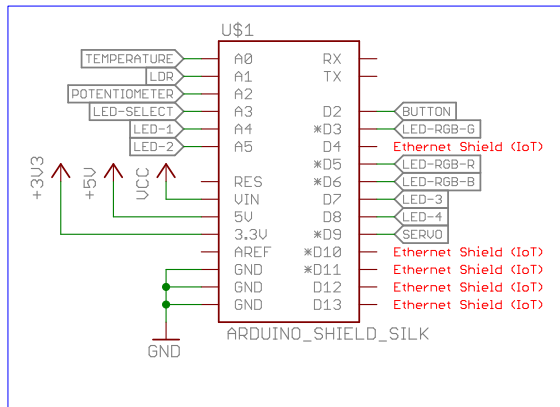 U$1
TEMPERATURE A0 RX
LDR A1 TX
POTENTIOMETER A2
LED-SELECT A3 D2 BUTTON
LED-1 A4 *D3 LED-RGB-G
LED-2 A5 D4 Ethernet Shield (IoT)
*D5 LED-RGB-R
+3V3 +5V VCC RES *D6 LED-RGB-B
VIN D7 LED-3
5V D8 LED-4
3.3V *D9 SERVO
AREF *D10 Ethernet Shield (IoT)
GND *D11 Ethernet Shield (IoT)
GND D12 Ethernet Shield (IoT)
GND D13 Ethernet Shield (IoT)
ARDUINO_SHIELD_SILK
GND